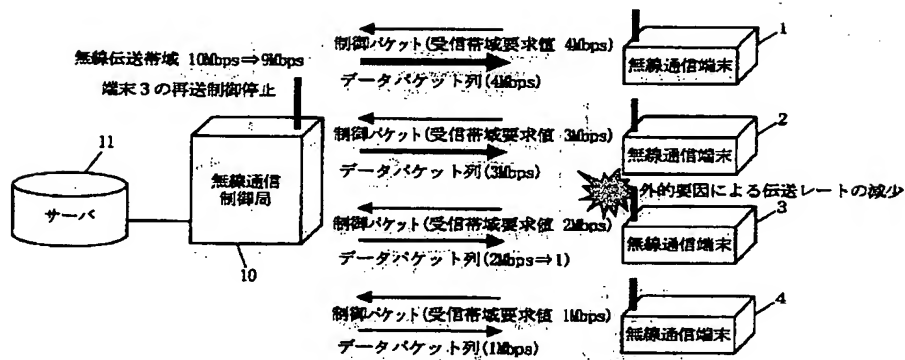 無線伝送帯域 10Mbps⇒9Mbps
端末3の再送制御停止
11
サーバ
無線通信
制御局
10
制御パケット(受信帯域要求値 4Mbps)
データパケット列(4Mbps)
1
無線通信端末
制御パケット(受信帯域要求値 3Mbps)
データパケット列(3Mbps)
2
無線通信端末
外的要因による伝送レートの減少
制御パケット(受信帯域要求値 2Mbps)
データパケット列(2Mbps⇒1)
3
無線通信端末
制御パケット(受信帯域要求値 1Mbps)
データパケット列(1Mbps)
4
無線通信端末